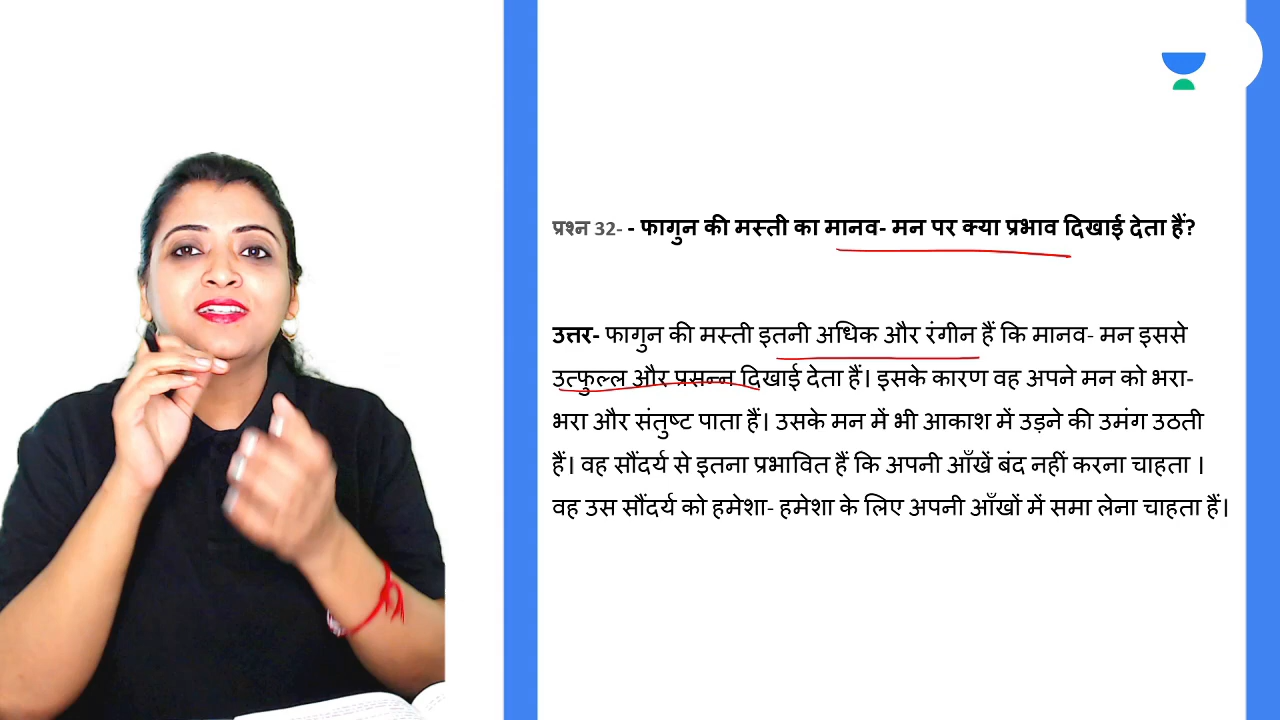 प्रश्न 32- - फागुन की मस्ती का मानव- मन पर क्या प्रभाव दिखाई देता हैं?
उत्तर- फागुन की मस्ती इतनी अधिक और रंगीन हैं कि मानव- मन इससे
उत्फुल्ल और प्रसन्न दिखाई देता हैं। इसके कारण वह अपने मन को भरा-
भरा और संतुष्ट पाता हैं। उसके मन में भी आकाश में उड़ने की उमंग उठती
हैं। वह सौंदर्य से इतना प्रभावित हैं कि अपनी आँखें बंद नहीं करना चाहता ।
वह उस सौंदर्य को हमेशा- हमेशा के लिए अपनी आँखों में समा लेना चाहता हैं।